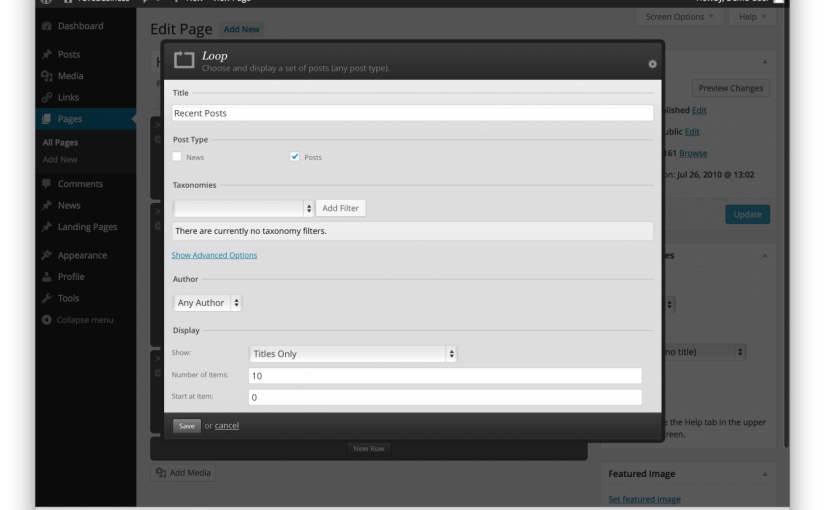 Howdy, Demo User
Screen Options Help
Dashboard
Edit Page Add New
Posts
Media
Links
Pages
All Pages
Add New
Comments
News
Landing Pages
Appearance
Profile
Tools
Collapse menu
Loop
Choose and display a set of posts (any post type).
Title
Recent Posts
Post Type
News Posts
Taxonomies
Add Filter
There are currently no taxonomy filters.
Show Advanced Options
Author
Any Author
Display
Show: Titles Only
Number of Items: 10
Start at Item: 0
Save or cancel
New Row
Add Media
Preview Changes
Edit
Edit
161 Browse
on: Jul 26, 2010 @ 13:02
Update
no title)
the Help tab in the upper
Featured Image
Set featured image